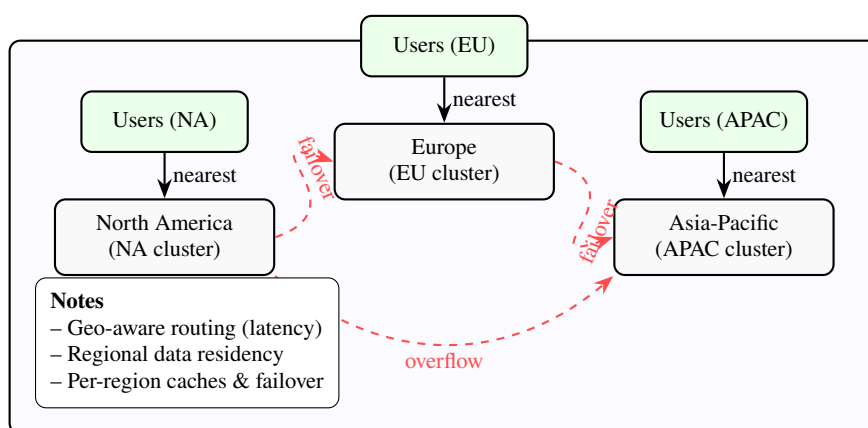 Users (EU)
nearest
Users (NA)
Users (APAC)
failover
Europe
(EU cluster)
nearest
nearest
failover
North America
(NA cluster)
Asia-Pacific
(APAC cluster)
Notes
– Geo-aware routing (latency)
– Regional data residency
– Per-region caches & failover
overflow